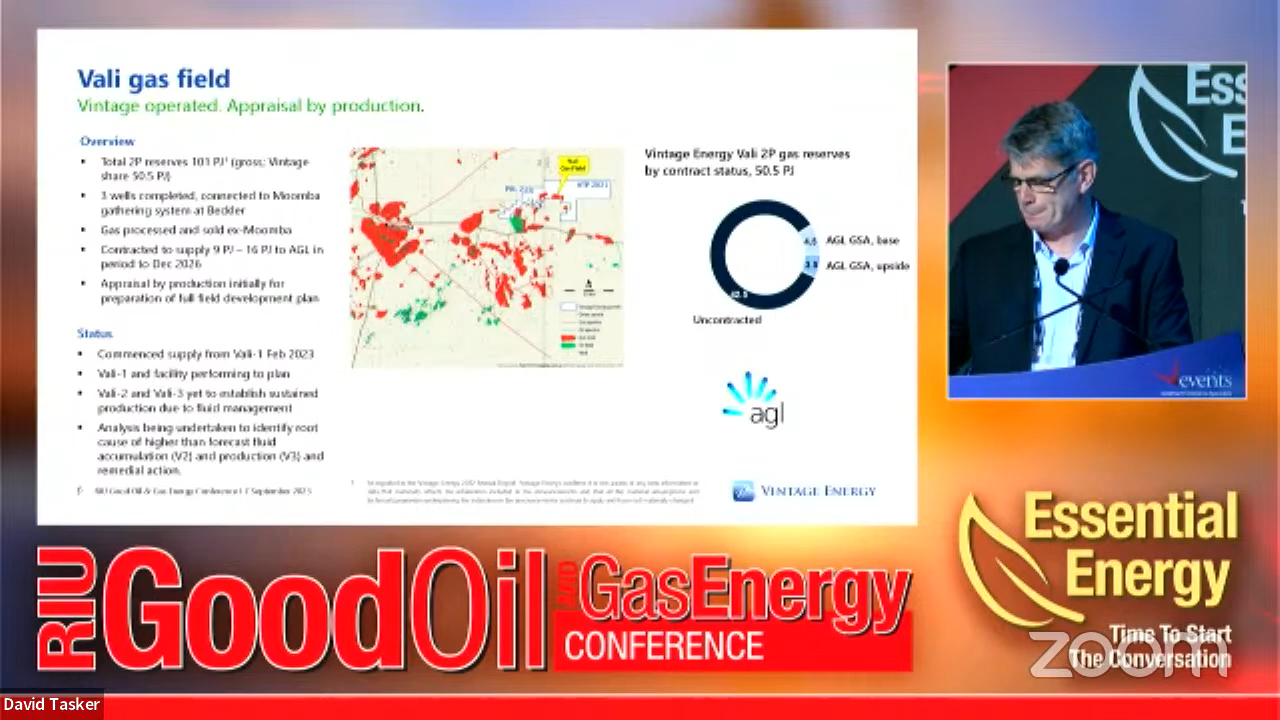 Vali gas field
Vintage operated. Appraisal by production.
Overview
Total 2P reserves 101 PJ¹ (gross; Vintage
share 50.5 PJ)
3 wells completed, connected to Moomba
gathering system at Beckler
Gas processed and sold ex-Moomba
Contracted to supply 9 PJ – 16 PJ to AGL in
period to Dec 2026
Appraisal by production initially for
preparation of full field development plan
Status
Commenced supply from Vali-1 Feb 2023
Vali-1 and facility performing to plan
Vali-2 and Vali-3 yet to establish sustained
production due to fluid management
Analysis being undertaken to identify root
cause of higher than forecast fluid
accumulation (V2) and production (V3) and
remedial action.
RIU Good Oil & Gas Energy Conference September 2023
Vali
Gas Field
ATP 2021
Vintage Energy Vali 2P gas reserves
by contract status, 50.5 PJ
AGL GSA, base
AGL GSA, upside
Uncontracted
agl
VINTAGE ENERGY
Ess
E
events
RIU GoodOil AND GasEnergy
CONFERENCE
Essential
Energy
Time To Start
The Conversation
zoom
David Tasker